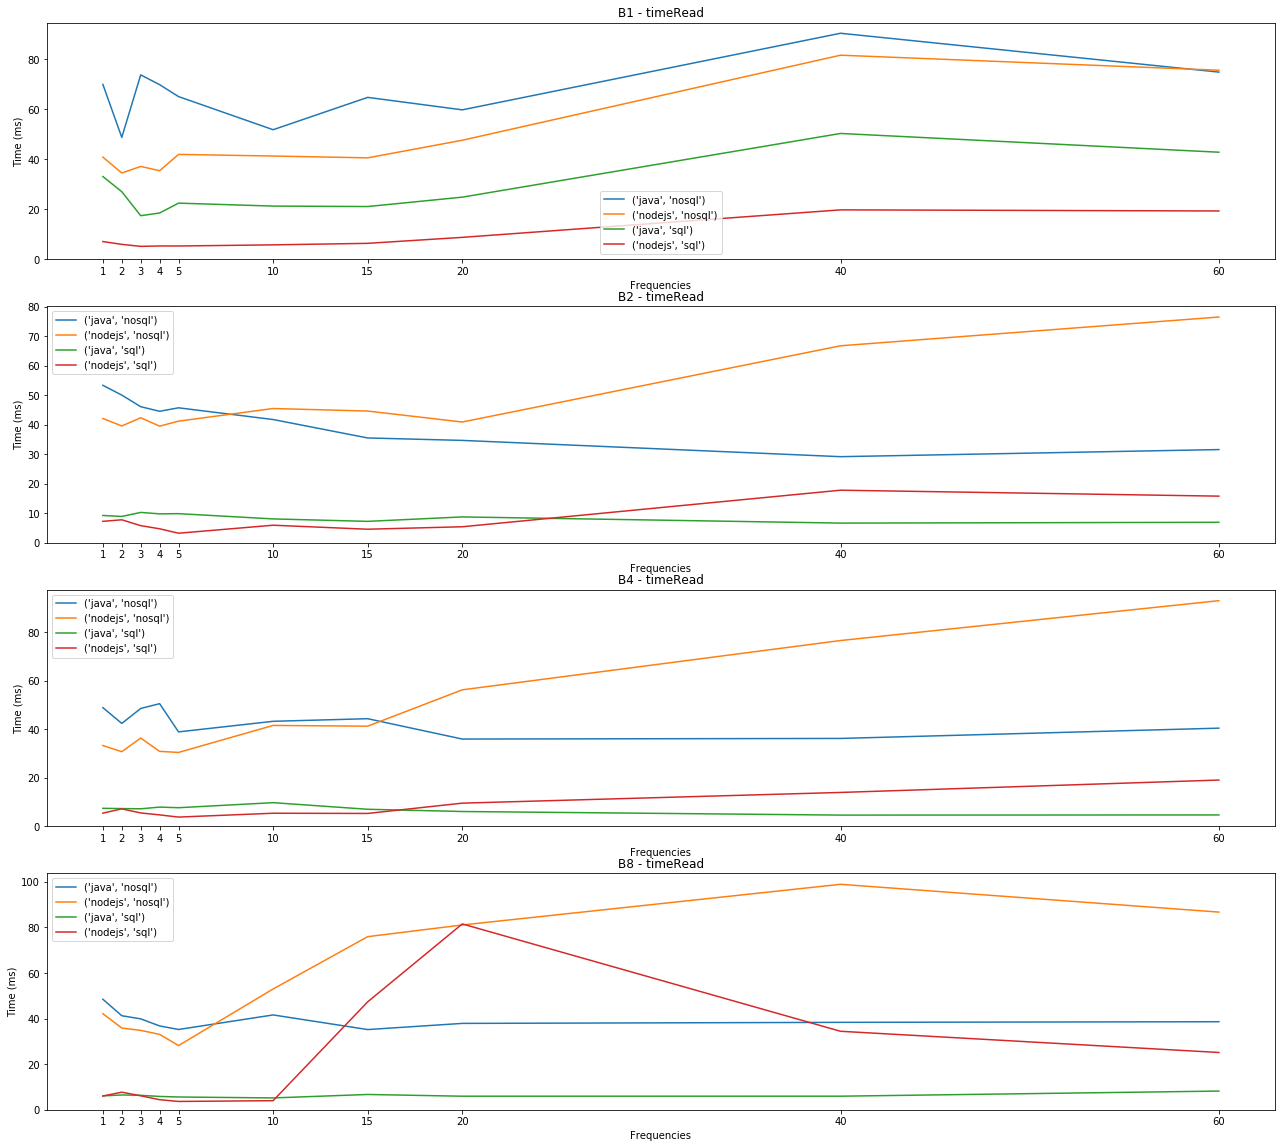 B1 - timeRead
Time (ms)
80
60
40
20
0
('java', 'nosql')
('nodejs', 'nosql')
('java', 'sql')
('nodejs', 'sql')
1 2 3 4 5 10 15 20 40 60
Frequencies
B2 - timeRead
Time (ms)
80
70
60
50
40
30
20
10
0
('java', 'nosql')
('nodejs', 'nosql')
('java', 'sql')
('nodejs', 'sql')
1 2 3 4 5 10 15 20 40 60
Frequencies
B4 - timeRead
Time (ms)
80
60
40
20
0
('java', 'nosql')
('nodejs', 'nosql')
('java', 'sql')
('nodejs', 'sql')
1 2 3 4 5 10 15 20 40 60
Frequencies
B8 - timeRead
Time (ms)
100
80
60
40
20
0
('java', 'nosql')
('nodejs', 'nosql')
('java', 'sql')
('nodejs', 'sql')
1 2 3 4 5 10 15 20 40 60
Frequencies